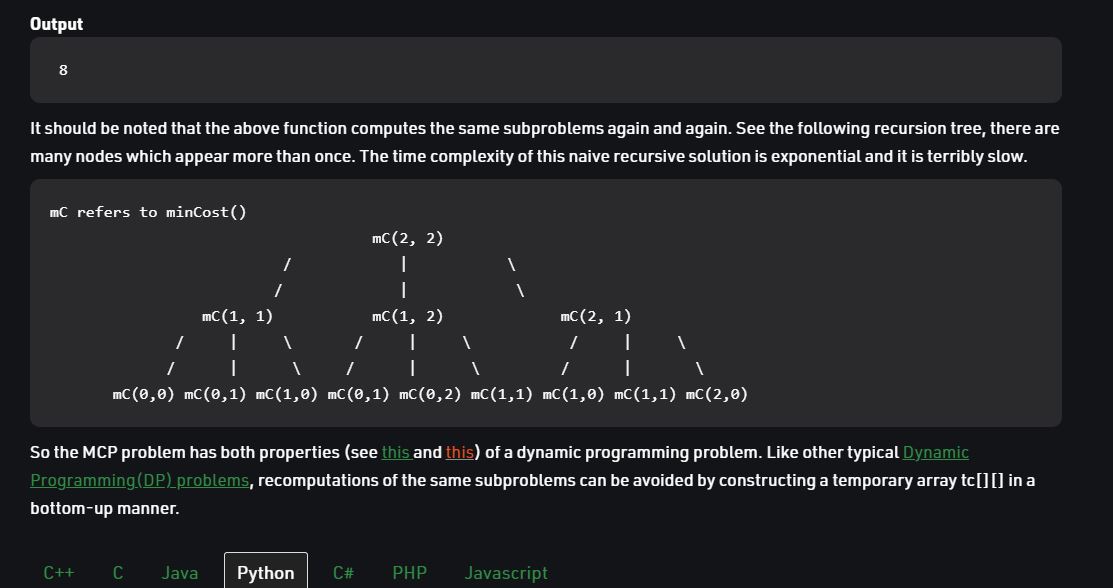 Output
8
It should be noted that the above function computes the same subproblems again and again. See the following recursion tree, there are
many nodes which appear more than once. The time complexity of this naive recursive solution is exponential and it is terribly slow.
mC refers to minCost()
mC(2, 2)
/ | \
/ | \
mC(1, 1) mC(1, 2) mC(2, 1)
/ | \ / | \ / | \
/ | \ / | \ / | \
mC(0,0) mC(0,1) mC(1,0) mC(0,1) mC(0,2) mC(1,1) mC(1,0) mC(1,1) mC(2,0)
So the MCP problem has both properties (see this and this) of a dynamic programming problem. Like other typical Dynamic
Programming(DP) problems, recomputations of the same subproblems can be avoided by constructing a temporary array tc[][] in a
bottom-up manner.
C++ C Java Python C# PHP Javascript